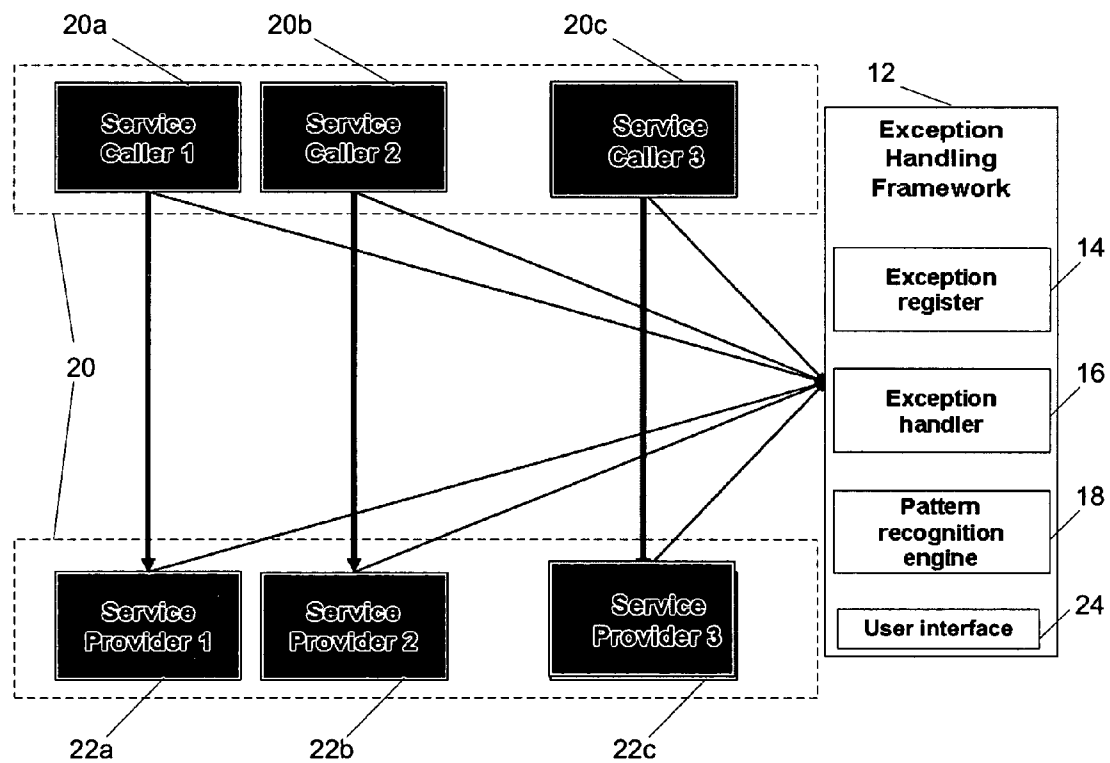 20a
20b
20c
12
Service
Caller 1
Service
Caller 2
Service
Caller 3
Exception
Handling
Framework
14
Exception
register
20
16
Exception
handler
18
Pattern
recognition
engine
24
User interface
Service
Provider 1
Service
Provider 2
Service
Provider 3
22a
22b
22c